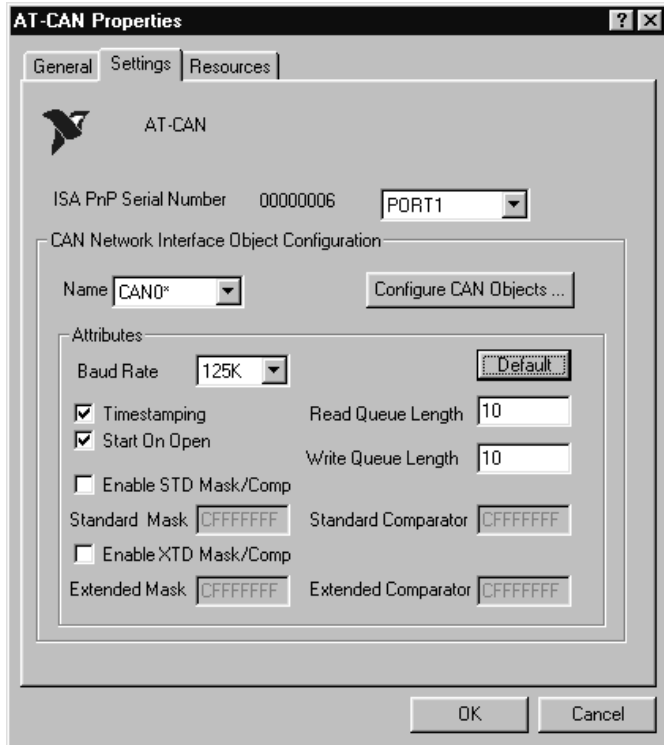 AT-CAN Properties ? X
General Settings Resources
AT-CAN
ISA PnP Serial Number 00000006 PORT1
CAN Network Interface Object Configuration
Name CAN0* Configure CAN Objects ...
Attributes
Baud Rate 125K Default
Timestamping Read Queue Length 10
Start On Open
Write Queue Length 10
Enable STD Mask/Comp
Standard Mask CFFFFFFF Standard Comparator CFFFFFFF
Enable XTD Mask/Comp
Extended Mask CFFFFFFF Extended Comparator CFFFFFFF
OK Cancel